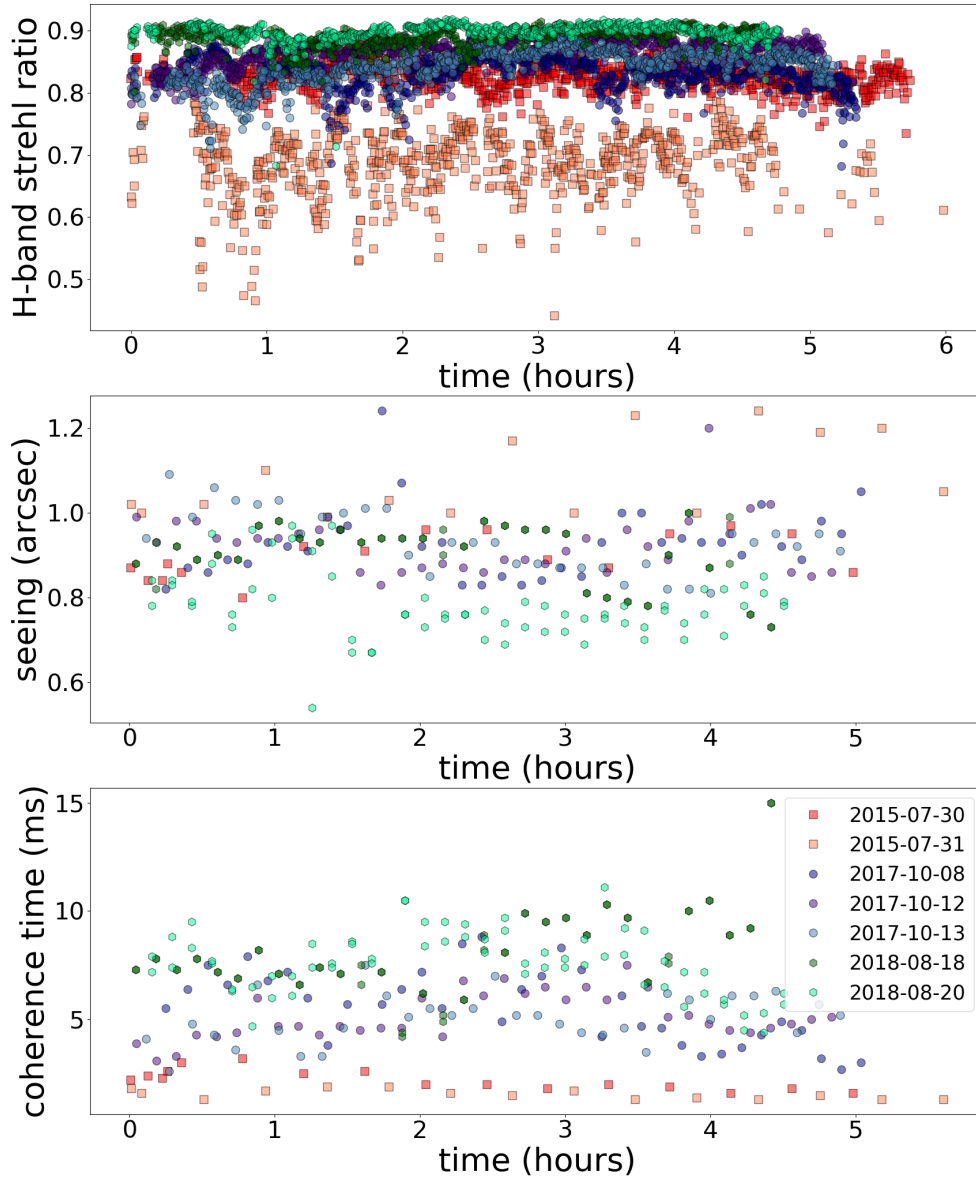 0.9
0.8
0.7
0.6
0.5
H-band strehl ratio
0 1 2 3 4 5 6
time (hours)
1.2
1.0
0.8
0.6
seeing (arcsec)
0 1 2 3 4 5
time (hours)
15
10
5
coherence time (ms)
2015-07-30
2015-07-31
2017-10-08
2017-10-12
2017-10-13
2018-08-18
2018-08-20
0 1 2 3 4 5
time (hours)